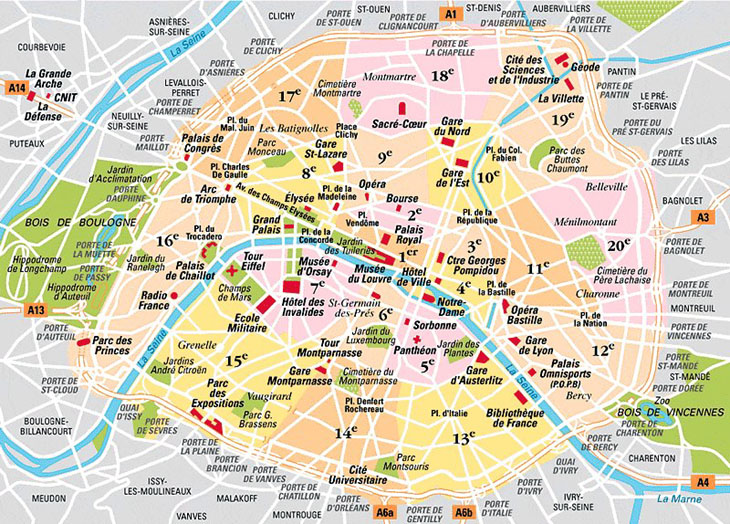 ASNIÈRES-
SUR-SEINE
CLICHY
ST-OUEN
PORTE
DE ST-OUEN
PORTE DE
CLIGNANCOURT
A1
ST-DENIS
PORTE
D'AUBERVILLIERS
AUBERVILLIERS
PORTE DE
LA VILLETTE
COURBEVOIE
La Seine
PORTE
DE CLICHY
PORTE DE
LA CHAPELLE
Cité des
Sciences
et de l'Industrie
Géode
PANTIN
La Grande
Arche
A14
CNIT
La
Défense
LEVALLOIS-
PERRET
PORTE
D'ASNIÈRES
PORTE DE
CHAMPERRET
17e
Cimetière
Montmartre
Montmartre
18e
La Villette
PORTE
DE PANTIN
LE PRÉ-
ST-GERVAIS
NEUILLY-
SUR-SEINE
PUTEAUX
PORTE
MAILLOT
Pl. du
Mal. Juin
Les Batignolles
Place
Clichy
Sacré-Cœur
Gare
du Nord
19e
PORTE
DU PRÉ
ST-GERVAIS
Palais de
Congrès
Parc
Monceau
Gare
St-Lazare
9e
Pl. du Col.
Fabien
Parc des
Buttes
Chaumont
LES LILAS
PORTE
DES LILAS
Jardin
d'Acclimatation
Pl. Charles
De Gaulle
8e
Gare
de l'Est
10e
Belleville
PORTE
DAUPHINE
Arc
de Triomphe
Av. des Champs Elysées
Élysée
Pl. de la
Madeleine
Opéra
Bourse
2e
BAGNOLET
A3
BOIS DE BOULOGNE
Grand
Palais
Pl. de la
Concorde
Pl.
Vendôme
Palais
Royal
Pl. de la
République
Ménilmontant
PORTE
DE BAGNOLET
16e
Pl. du
Trocadero
Jardin
des
Tuileries
1er
3e
20e
PORTE DE
LA MUETTE
Tour
Eiffel
Musée
d'Orsay
Musée
du Louvre
Hôtel
de Ville
Ctre Georges
Pompidou
11e
Hippodrome
de Longchamp
Jardin du
Ranelagh
Palais
de Chaillot
7e
4e
Pl. de
la Bastille
Cimetière du
Père Lachaise
PORTE
DE PASSY
Champs
de Mars
Hôtel des
Invalides
St-Germain-
des-Prés
6e
Notre-
Dame
Charonne
PORTE DE
MONTREUIL
Hippodrome
d'Auteuil
Radio
France
Opéra
Bastille
Pl. de
la Nation
MONTREUIL
A13
PORTE
D'AUTEUIL
Ecole
Militaire
Sorbonne
Jardin du
Luxembourg
Jardin des
Plantes
Gare
de Lyon
12e
PORTE DE
VINCENNES
Parc des
Princes
La Seine
Grenelle
15e
Tour
Montparnasse
Panthéon
5e
PORTE
ST-MANDÉ
Jardins
André Citroën
Gare
Montparnasse
Cimetière du
Montparnasse
Gare
d'Austerlitz
La Seine
Palais
Omnisports
(P.O.P.B)
ST-MANDÉ
PORTE DORÉE
PORTE DE
ST-CLOUD
Parc
des
Expositions
Vaugirard
Bercy
Zoo
BOIS DE VINCENNES
QUAI
D'ISSY
Parc G.
Brassens
Pl. Denfert
Rochereau
Pl. d'Italie
Bibliothèque
de France
PORTE DE
CHARENTON
BOULOGNE-
BILLANCOURT
PORTE
DE SÈVRES
14e
13e
PORTE
DE BERCY
PORTE DE
LA PLAINE
Parc
Montsouris
CHARENTON
PORTE
BRANCION
PORTE
DE VANVES
Cité
Universitaire
QUAI
D'IVRY
A4
MEUDON
ISSY-
LES-MOULINEAUX
VANVES
MALAKOFF
PORTE DE
CHATILLON
MONTROUGE
PORTE
D'ORLÉANS
A6a
PORTE DE
GENTILLY
A6b
PORTE
D'ITALIE
PORTE
D'IVRY
IVRY-
SUR-SEINE
La Marne